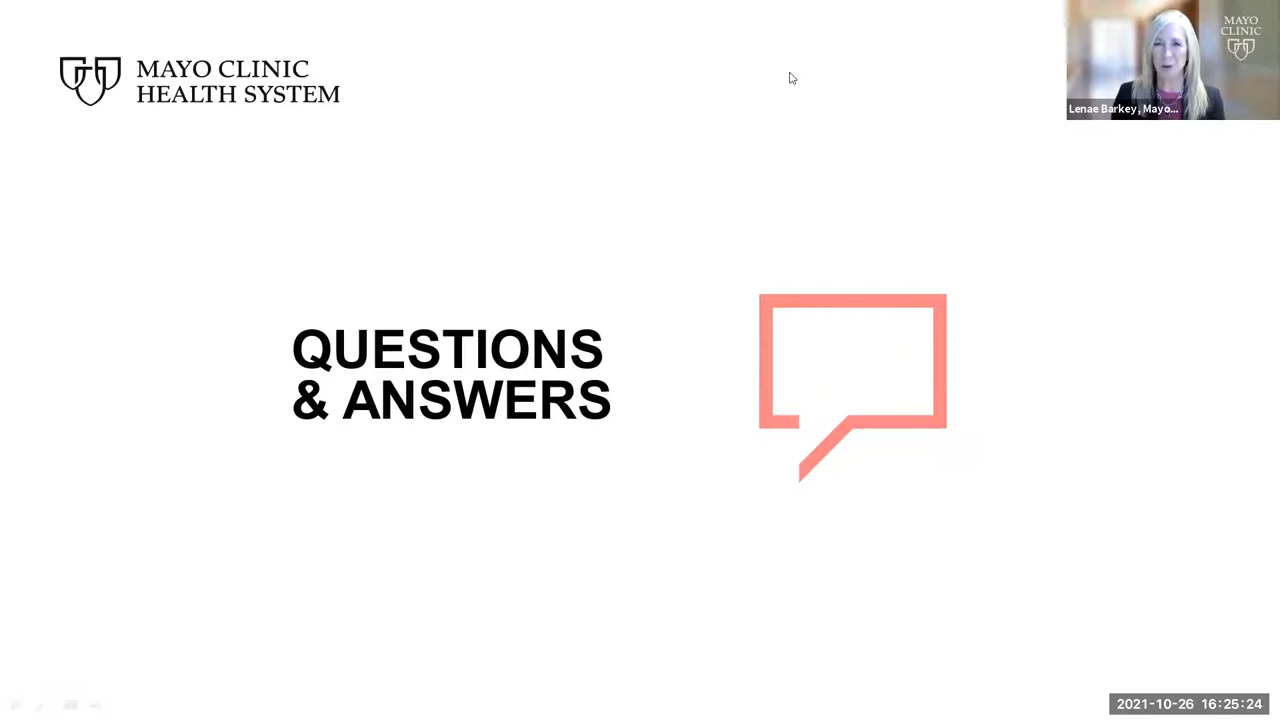 MAYO CLINIC
HEALTH SYSTEM
MAYO
CLINIC
Lenae Barkey, Mayo...
QUESTIONS
& ANSWERS
2021-10-26 16:25:24